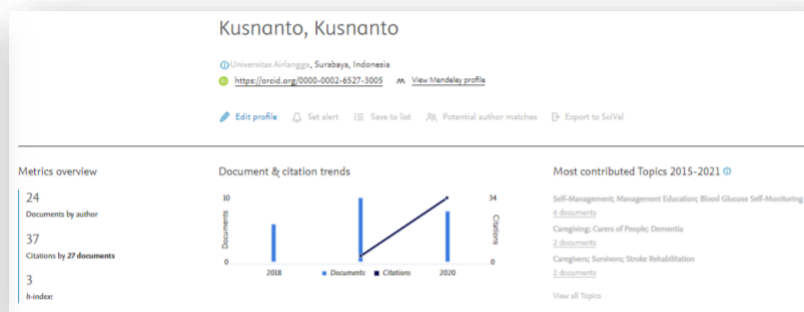 Kusnanto, Kusnanto
Universitas Airlangga, Surabaya, Indonesia
https://orcid.org/0000-0002-6527-3005 View Mendeley profile
Edit profile Set alert Save to list Potential author matches Export to SciVal
Metrics overview
24
Documents by author
37
Citations by 27 documents
3
h-index:
Document & citation trends
10
34
Documents
Citations
0
0
2018
2020
Documents Citations
Most contributed Topics 2015-2021
Self-Management; Management Education; Blood Glucose Self-Monitoring
6 documents
Caregiving; Carers of People; Dementia
2 documents
Caregivers; Survivors; Stroke Rehabilitation
2 documents
View all Topics